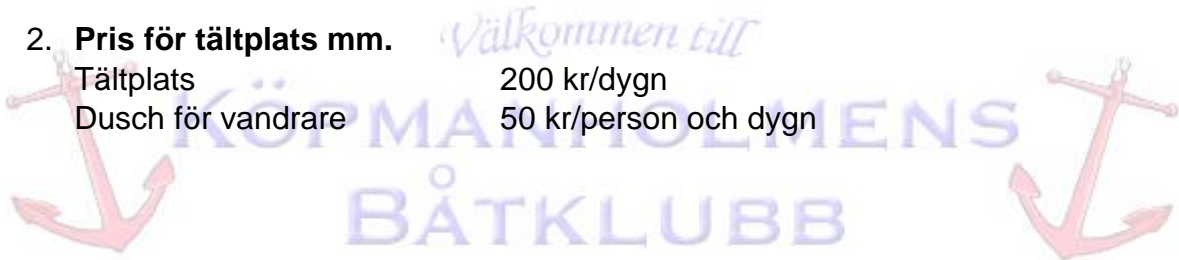 Välkommen till
2. Pris för tältplats mm.
Tältplats 200 kr/dygn
Dusch för vandrare 50 kr/person och dygn
KÖPMANHOLMENS
BÅTKLUBB